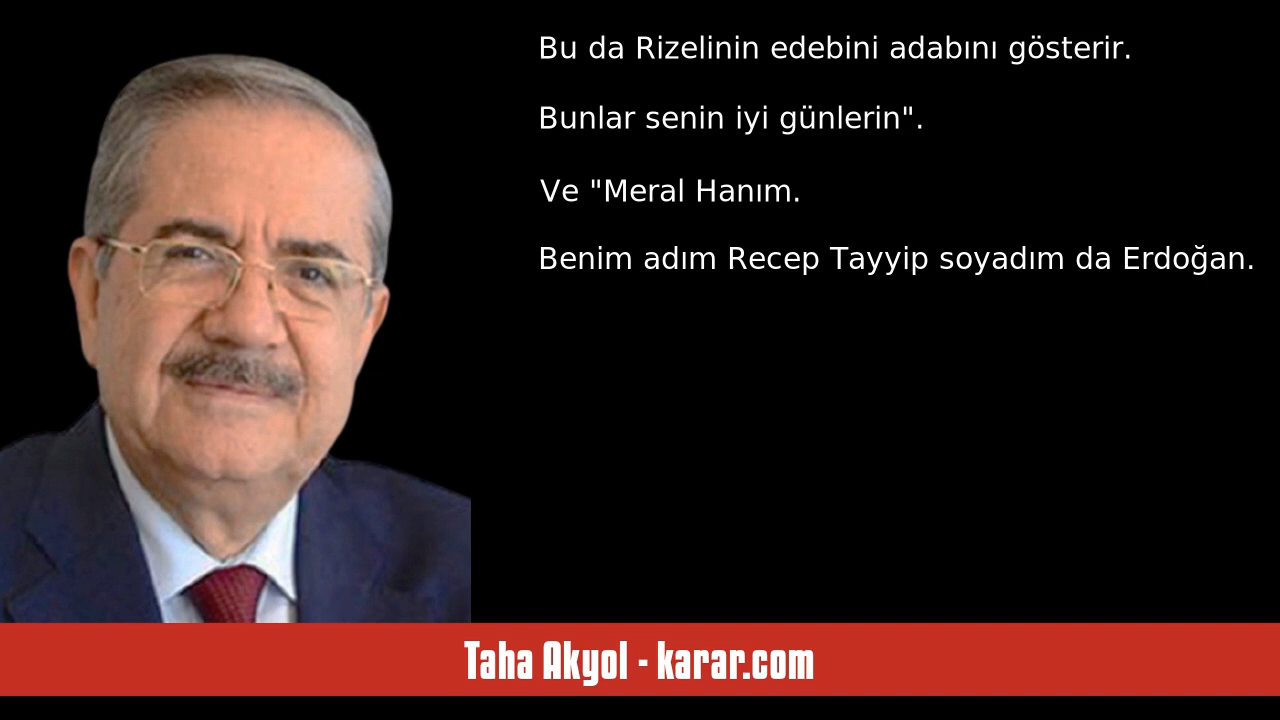 Bu da Rizelinin edebini adabını gösterir.
Bunlar senin iyi günlerin".
Ve "Meral Hanım.
Benim adım Recep Tayyip soyadım da Erdoğan.
Taha Akyol - karar.com